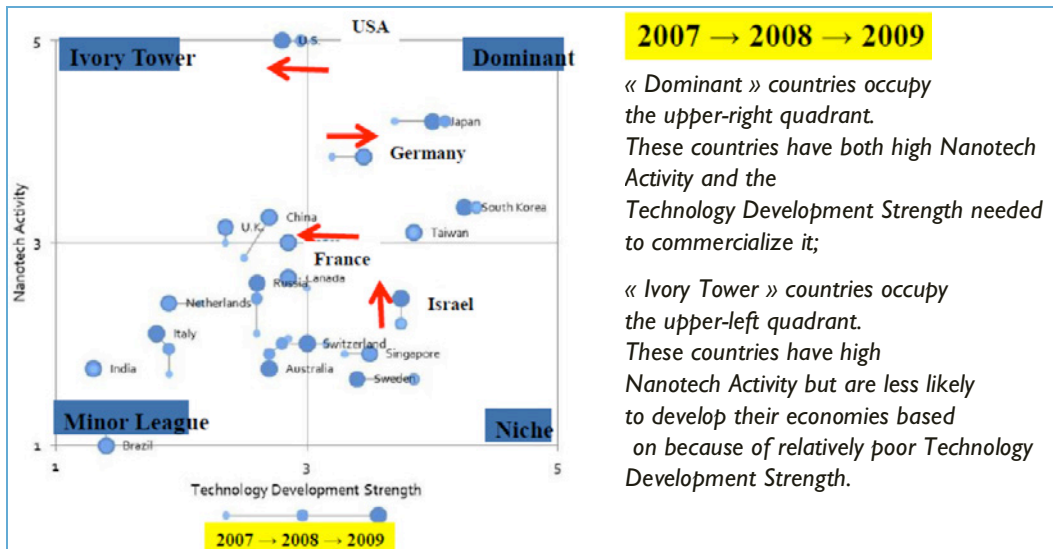 USA
5
U.S.
Ivory Tower
Dominant
Japan
Germany
South Korea
China
U.K.
Taiwan
3
France
Canada
Russia
Israel
Netherlands
Italy
Switzerland
Singapore
India
Australia
Sweden
Minor League
Niche
Brazil
1
1
3
5
Nanotech Activity
Technology Development Strength
2007 → 2008 → 2009
2007 → 2008 → 2009
« Dominant » countries occupy
the upper-right quadrant.
These countries have both high Nanotech
Activity and the
Technology Development Strength needed
to commercialize it;
« Ivory Tower » countries occupy
the upper-left quadrant.
These countries have high
Nanotech Activity but are less likely
to develop their economies based
on because of relatively poor Technology
Development Strength.